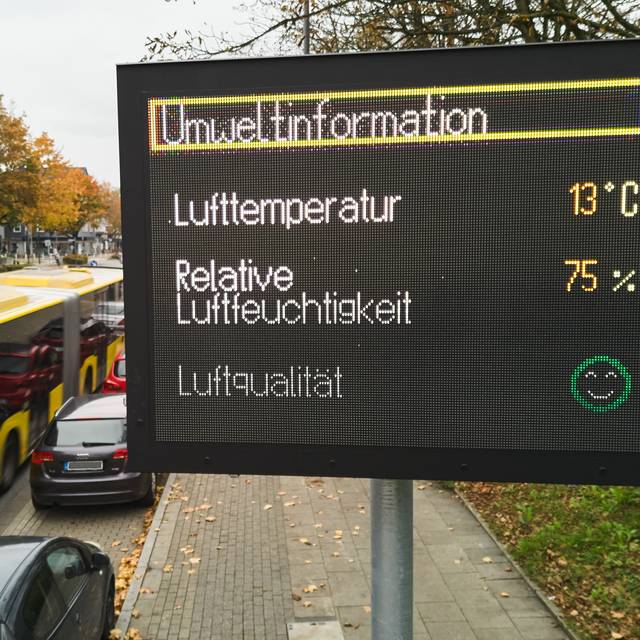 Umweltinformation
Lufttemperatur 13°C
Relative
Luftfeuchtigkeit 75 %
Luftqualität